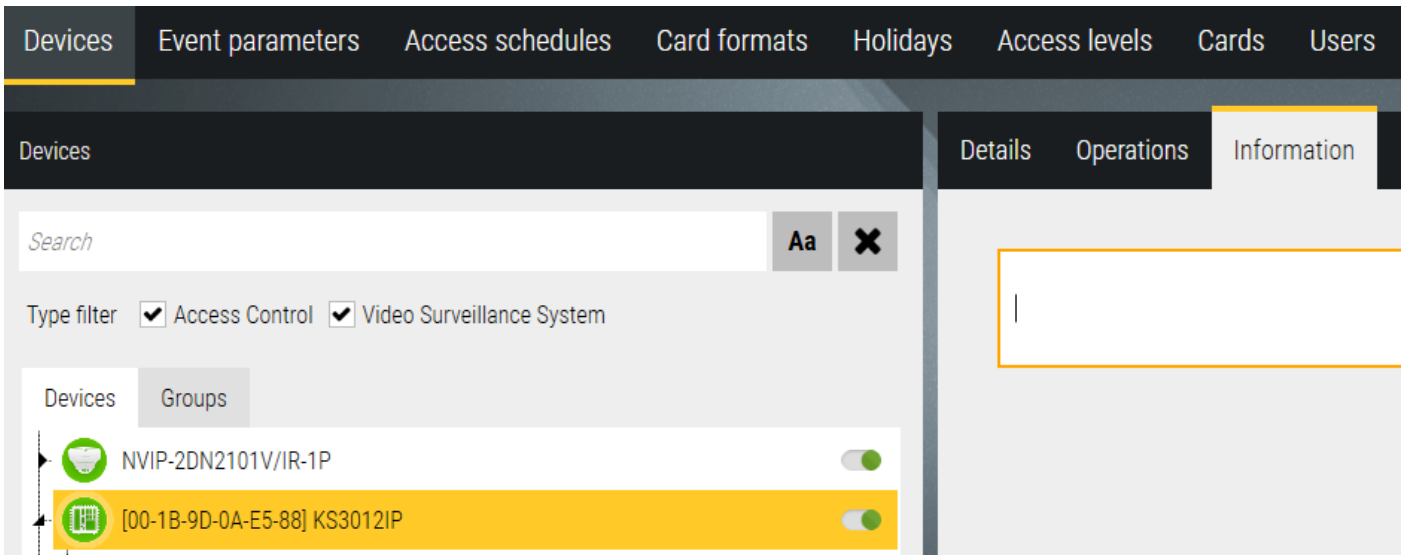 Devices Event parameters Access schedules Card formats Holidays Access levels Cards Users
Devices
Details Operations Information
Search
Aa
Type filter Access Control Video Surveillance System
Devices Groups
NVIP-2DN2101V/IR-1P
[00-1B-9D-0A-E5-88] KS3012IP